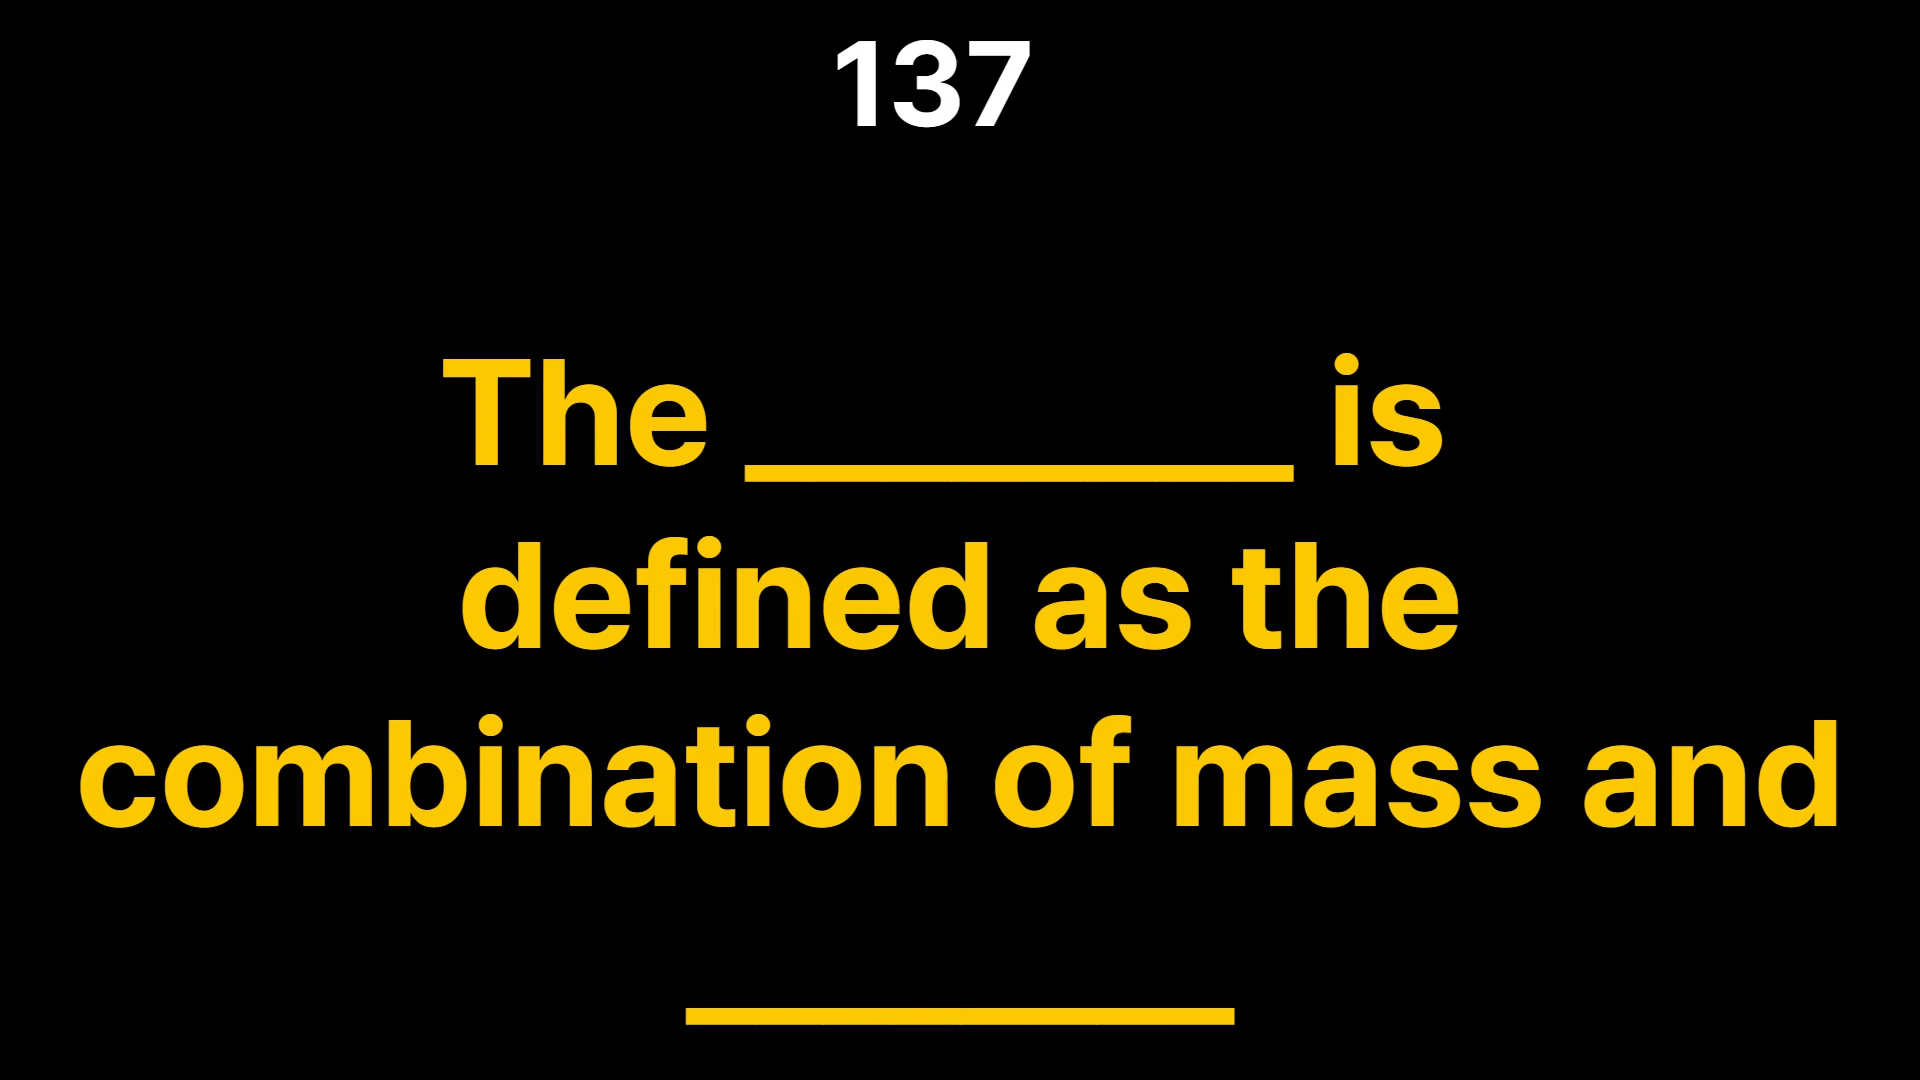 137
The ________ is
defined as the
combination of mass and
________